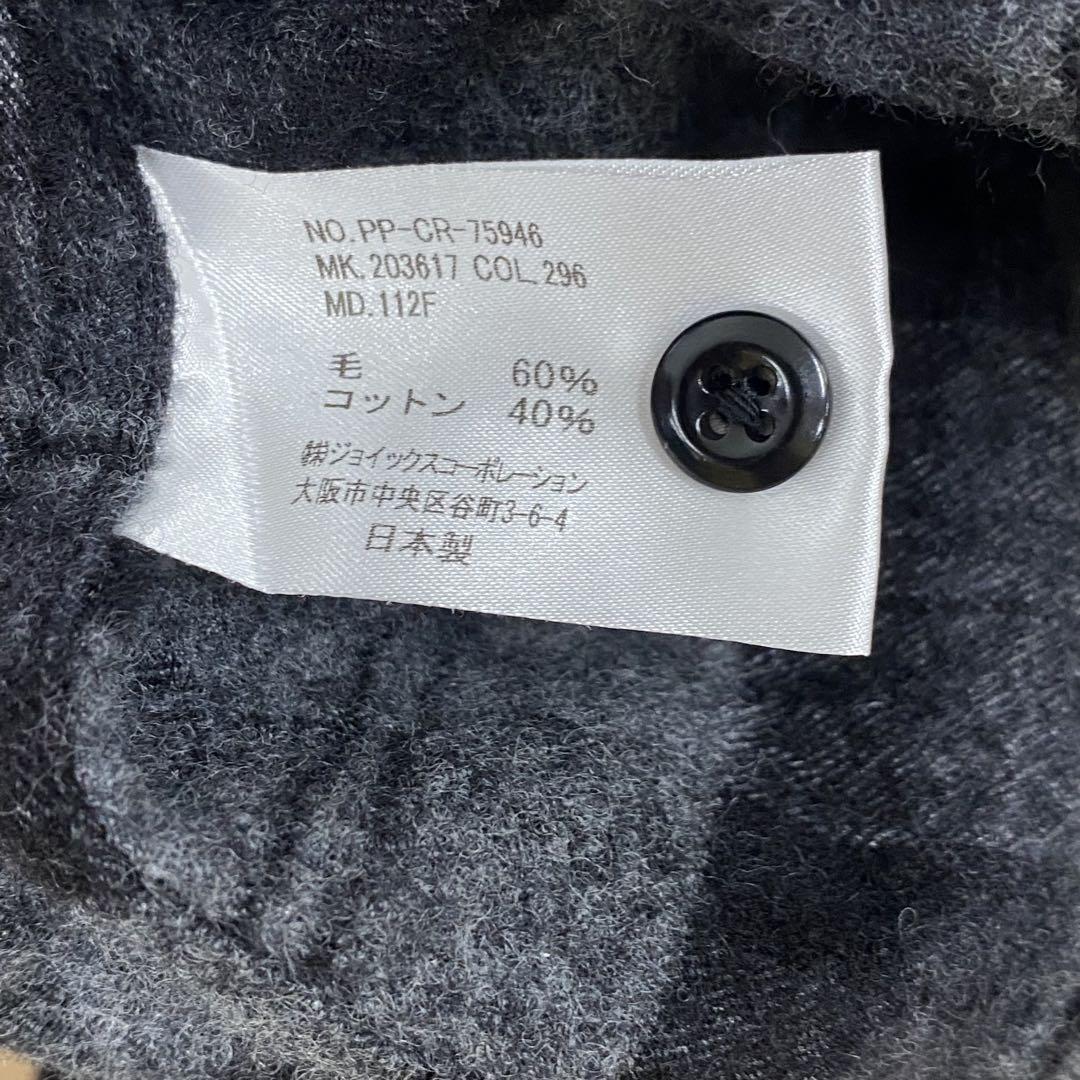 NO.PP-CR-75946
MK.203617 COL.296
MD.112F
毛 60%
コットン 40%
㈱ジョイックスコーポレーション
大阪市中央区谷町3-6-4
日本製